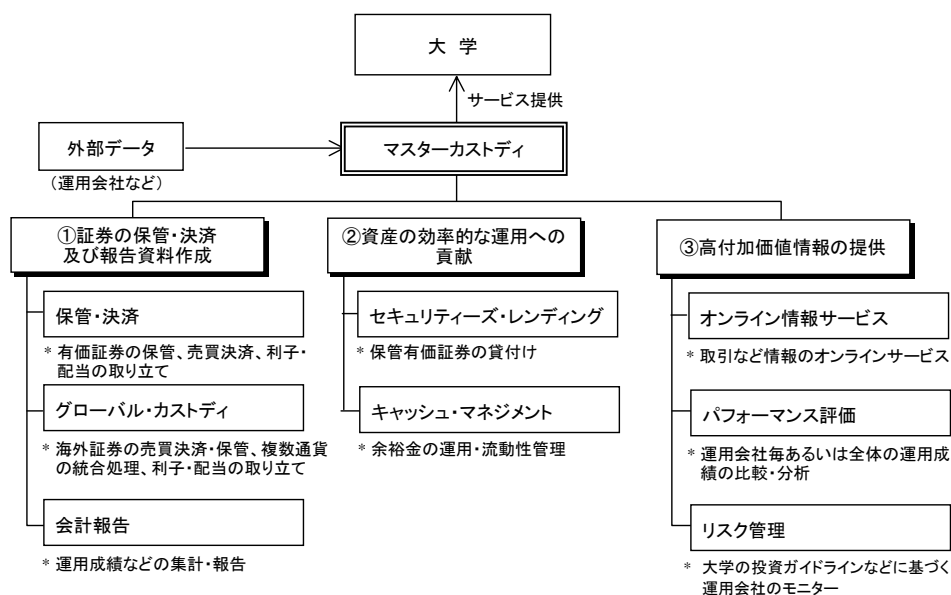 大 学
サービス提供
外部データ
マスターカストディ
(運用会社など)
①証券の保管・決済
及び報告資料作成
保管・決済
* 有価証券の保管、売買決済、利子・
配当の取り立て
グローバル・カストディ
* 海外証券の売買決済・保管、複数通貨
の統合処理、利子・配当の取り立て
会計報告
* 運用成績などの集計・報告
②資産の効率的な運用への
貢献
セキュリティーズ・レンディング
* 保管有価証券の貸付け
キャッシュ・マネジメント
* 余裕金の運用・流動性管理
③高付加価値情報の提供
オンライン情報サービス
* 取引など情報のオンラインサービス
パフォーマンス評価
* 運用会社毎あるいは全体の運用成
績の比較・分析
リスク管理
* 大学の投資ガイドラインなどに基づく
運用会社のモニター